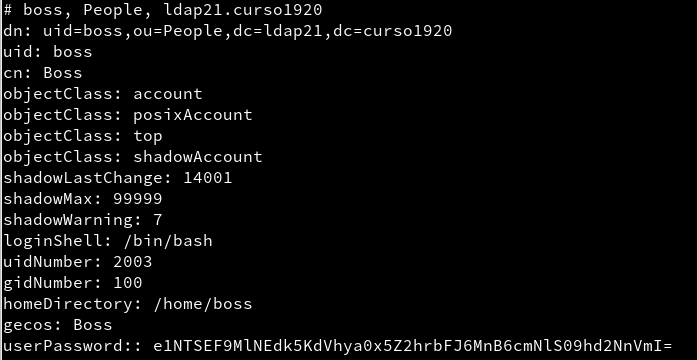 # boss, People, ldap21.curso1920
dn: uid=boss,ou=People,dc=ldap21,dc=curso1920
uid: boss
cn: Boss
objectClass: account
objectClass: posixAccount
objectClass: top
objectClass: shadowAccount
shadowLastChange: 14001
shadowMax: 99999
shadowWarning: 7
loginShell: /bin/bash
uidNumber: 2003
gidNumber: 100
homeDirectory: /home/boss
gecos: Boss
userPassword:: e1NTSEF9MlNEdk5KdVhya0x5Z2hrbFJ6MnB6cmNlS09hd2NnVmI=